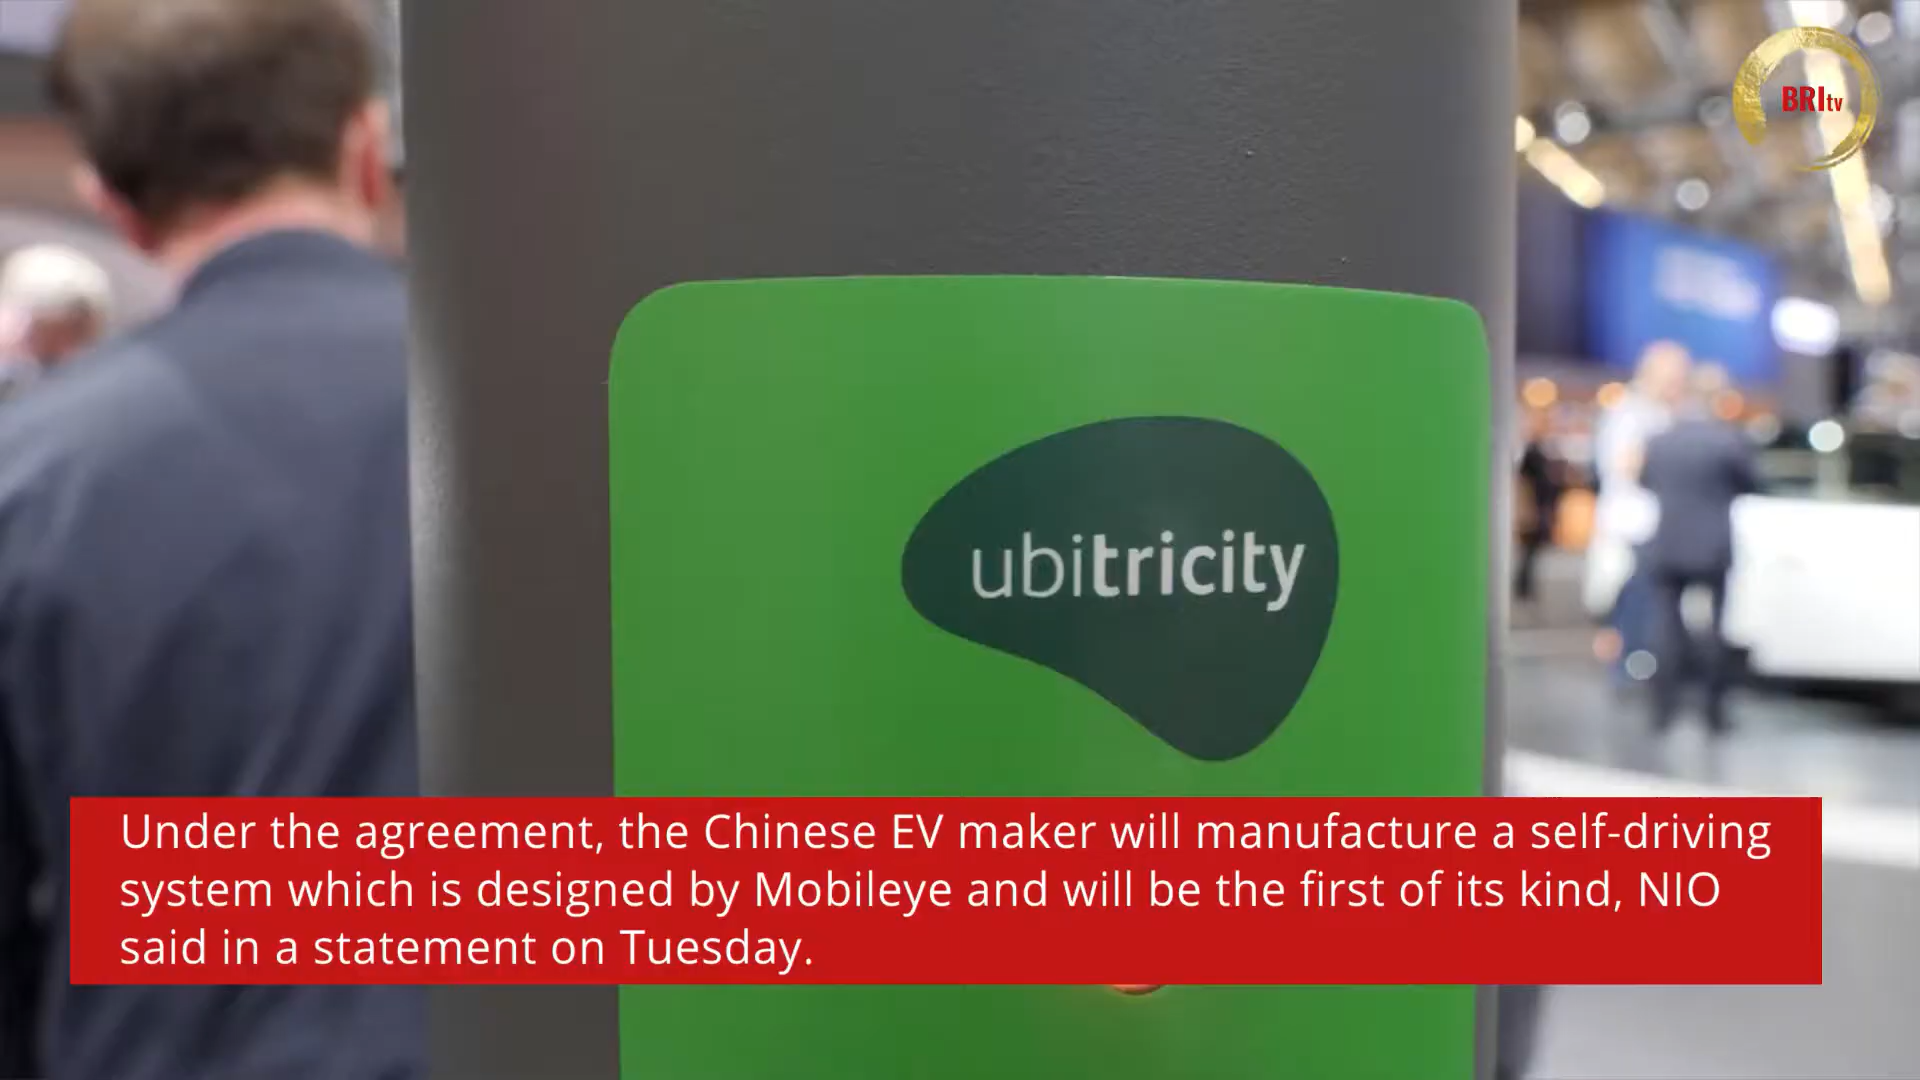 BRItv
ubitricity
Under the agreement, the Chinese EV maker will manufacture a self-driving
system which is designed by Mobileye and will be the first of its kind, NIO
said in a statement on Tuesday.